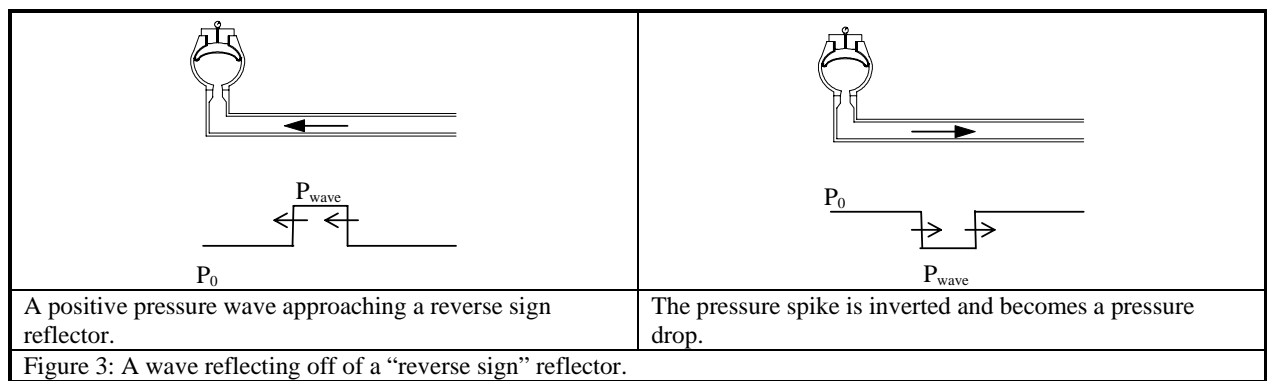 P_wave
P_0
A positive pressure wave approaching a reverse sign
reflector.
P_0
P_wave
The pressure spike is inverted and becomes a pressure
drop.
Figure 3: A wave reflecting off of a “reverse sign” reflector.